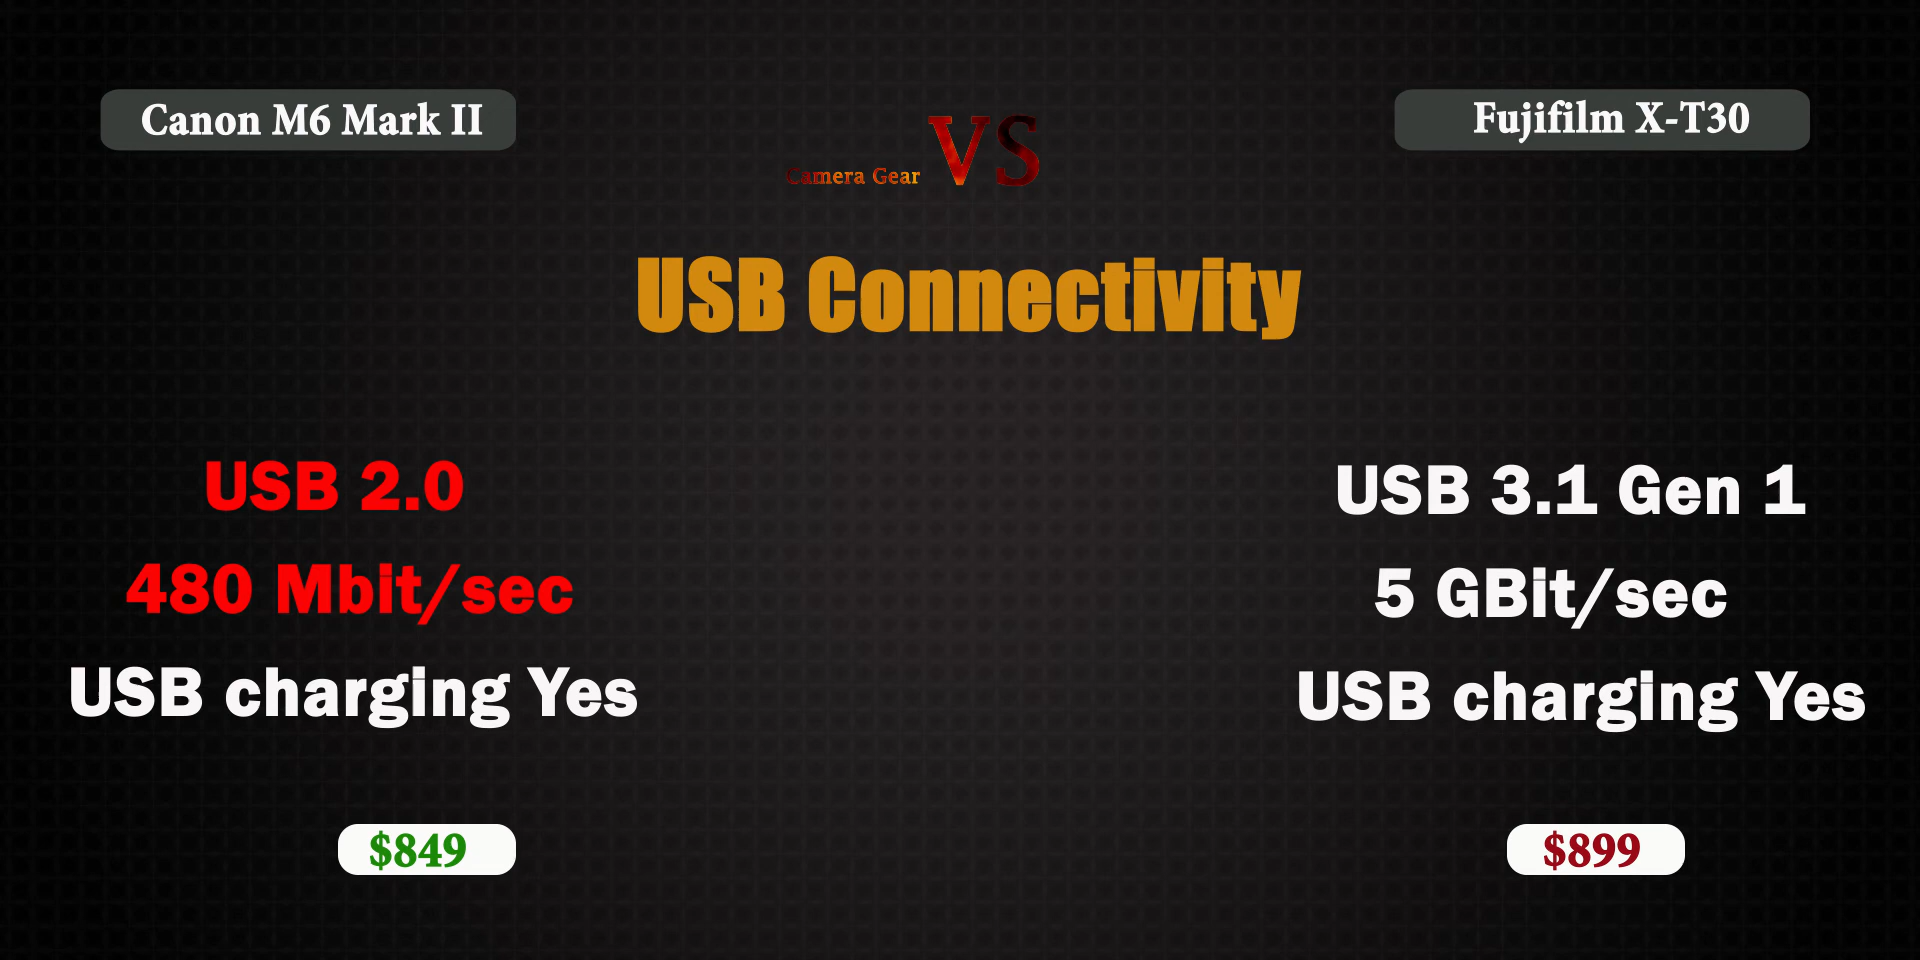 Canon M6 Mark II
Camera Gear VS
Fujifilm X-T30
USB Connectivity
USB 2.0
480 Mbit/sec
USB charging Yes
USB 3.1 Gen 1
5 GBit/sec
USB charging Yes
$849
$899